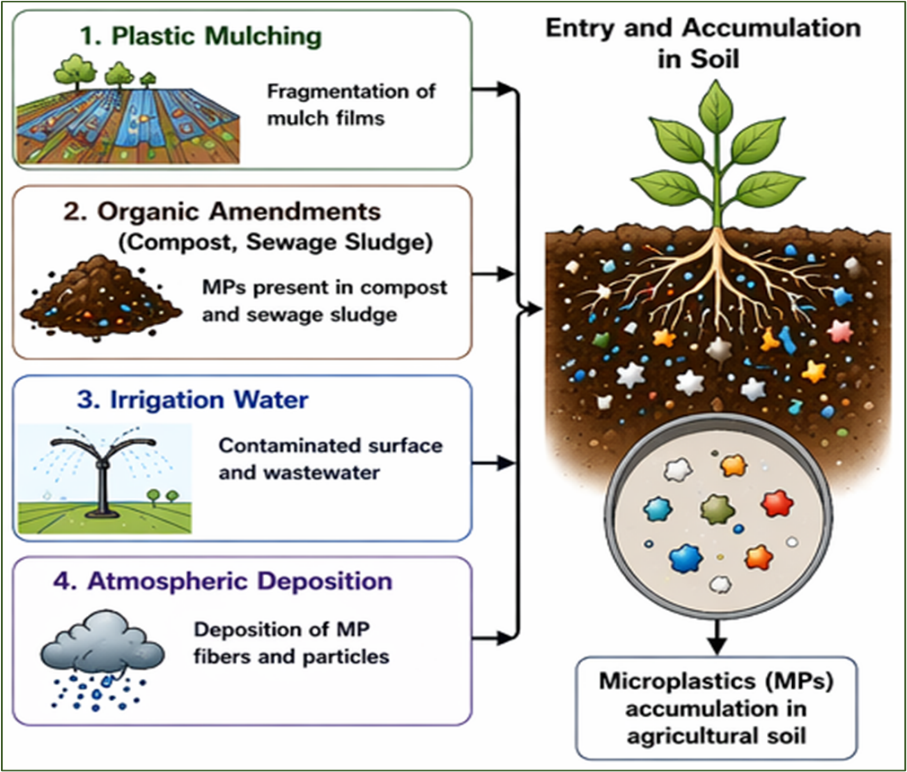 1. Plastic Mulching
Fragmentation of
mulch films
2. Organic Amendments
(Compost, Sewage Sludge)
MPs present in compost
and sewage sludge
3. Irrigation Water
Contaminated surface
and wastewater
4. Atmospheric Deposition
Deposition of MP
fibers and particles
Entry and Accumulation
in Soil
Microplastics (MPs)
accumulation in
agricultural soil